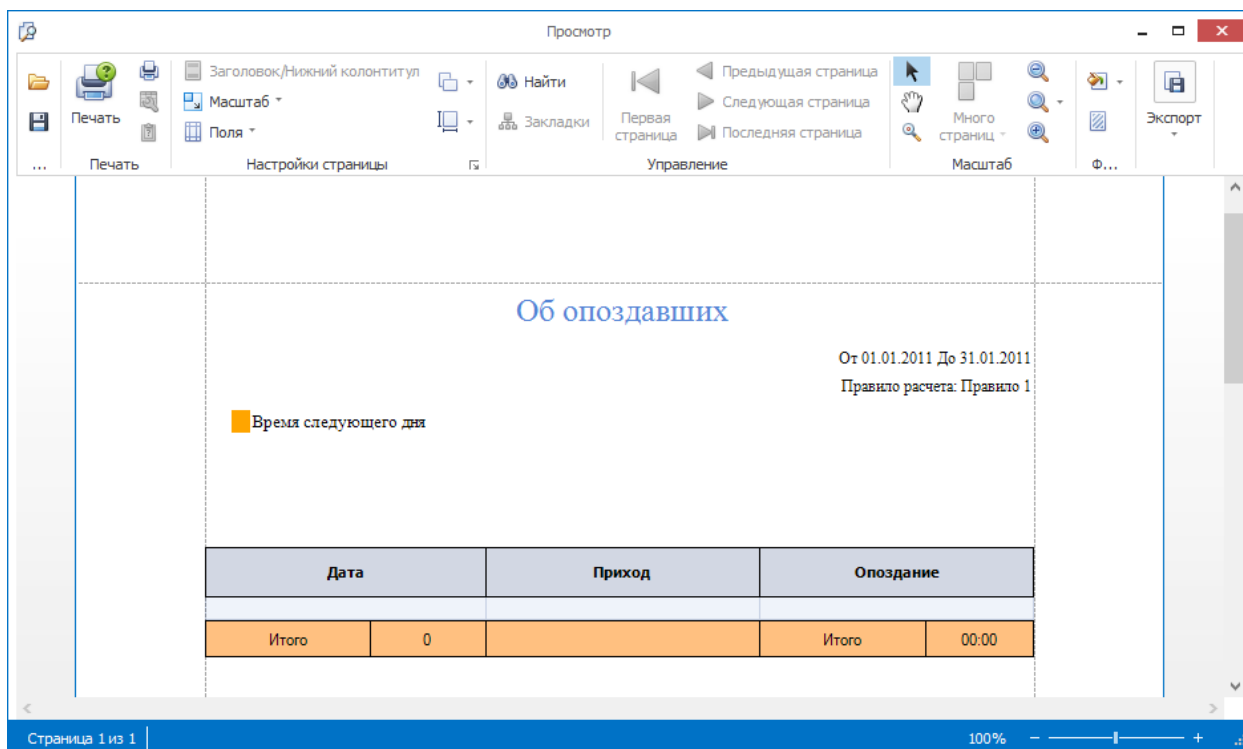 Просмотр
Заголовок/Нижний колонтитул
Масштаб
Поля
Печать
Найти
Закладки
Первая
страница
Предыдущая страница
Следующая страница
Последняя страница
Много
страниц
Экспорт
...
Печать
Настройки страницы
Управление
Масштаб
Ф...
Об опоздавших
От 01.01.2011 До 31.01.2011
Правило расчета: Правило 1
Время следующего дня
Дата Приход Опоздание
Итого 0 Итого 00:00
Страница 1 из 1 100%